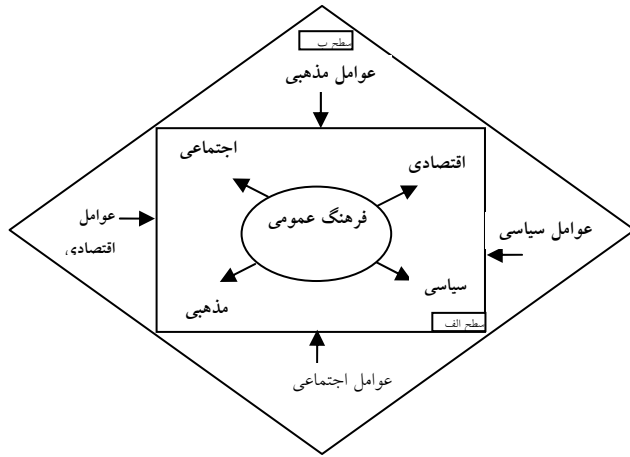 سطح ب
عوامل مذهبی
اجتماعی
اقتصادی
فرهنگ عمومی
عوامل سیاسی
عوامل
اقتصادی
سیاسی
مذهبی
سطح الف
عوامل اجتماعی